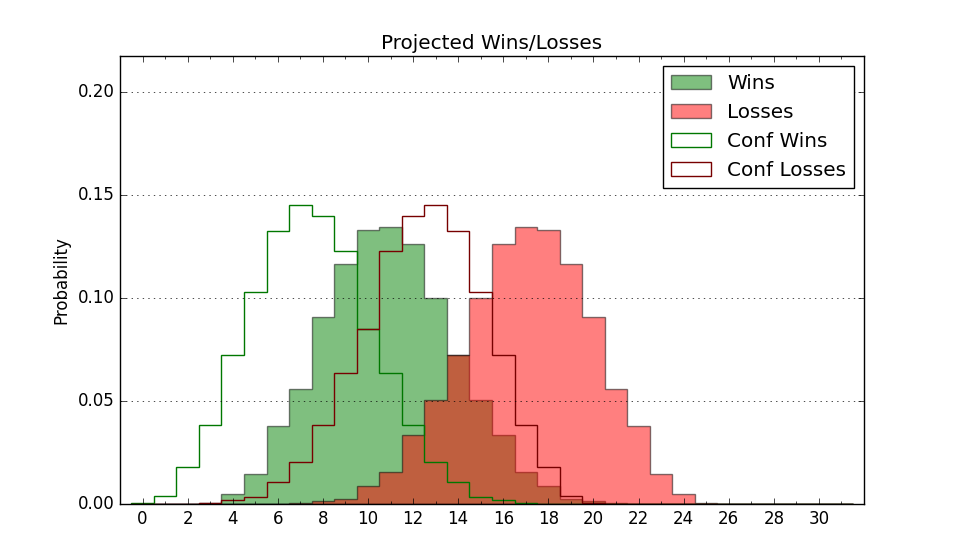 Projected Wins/Losses
Wins
Losses
Conf Wins
Conf Losses
Probability
0.20
0.15
0.10
0.05
0.00
0 2 4 6 8 10 12 14 16 18 20 22 24 26 28 30